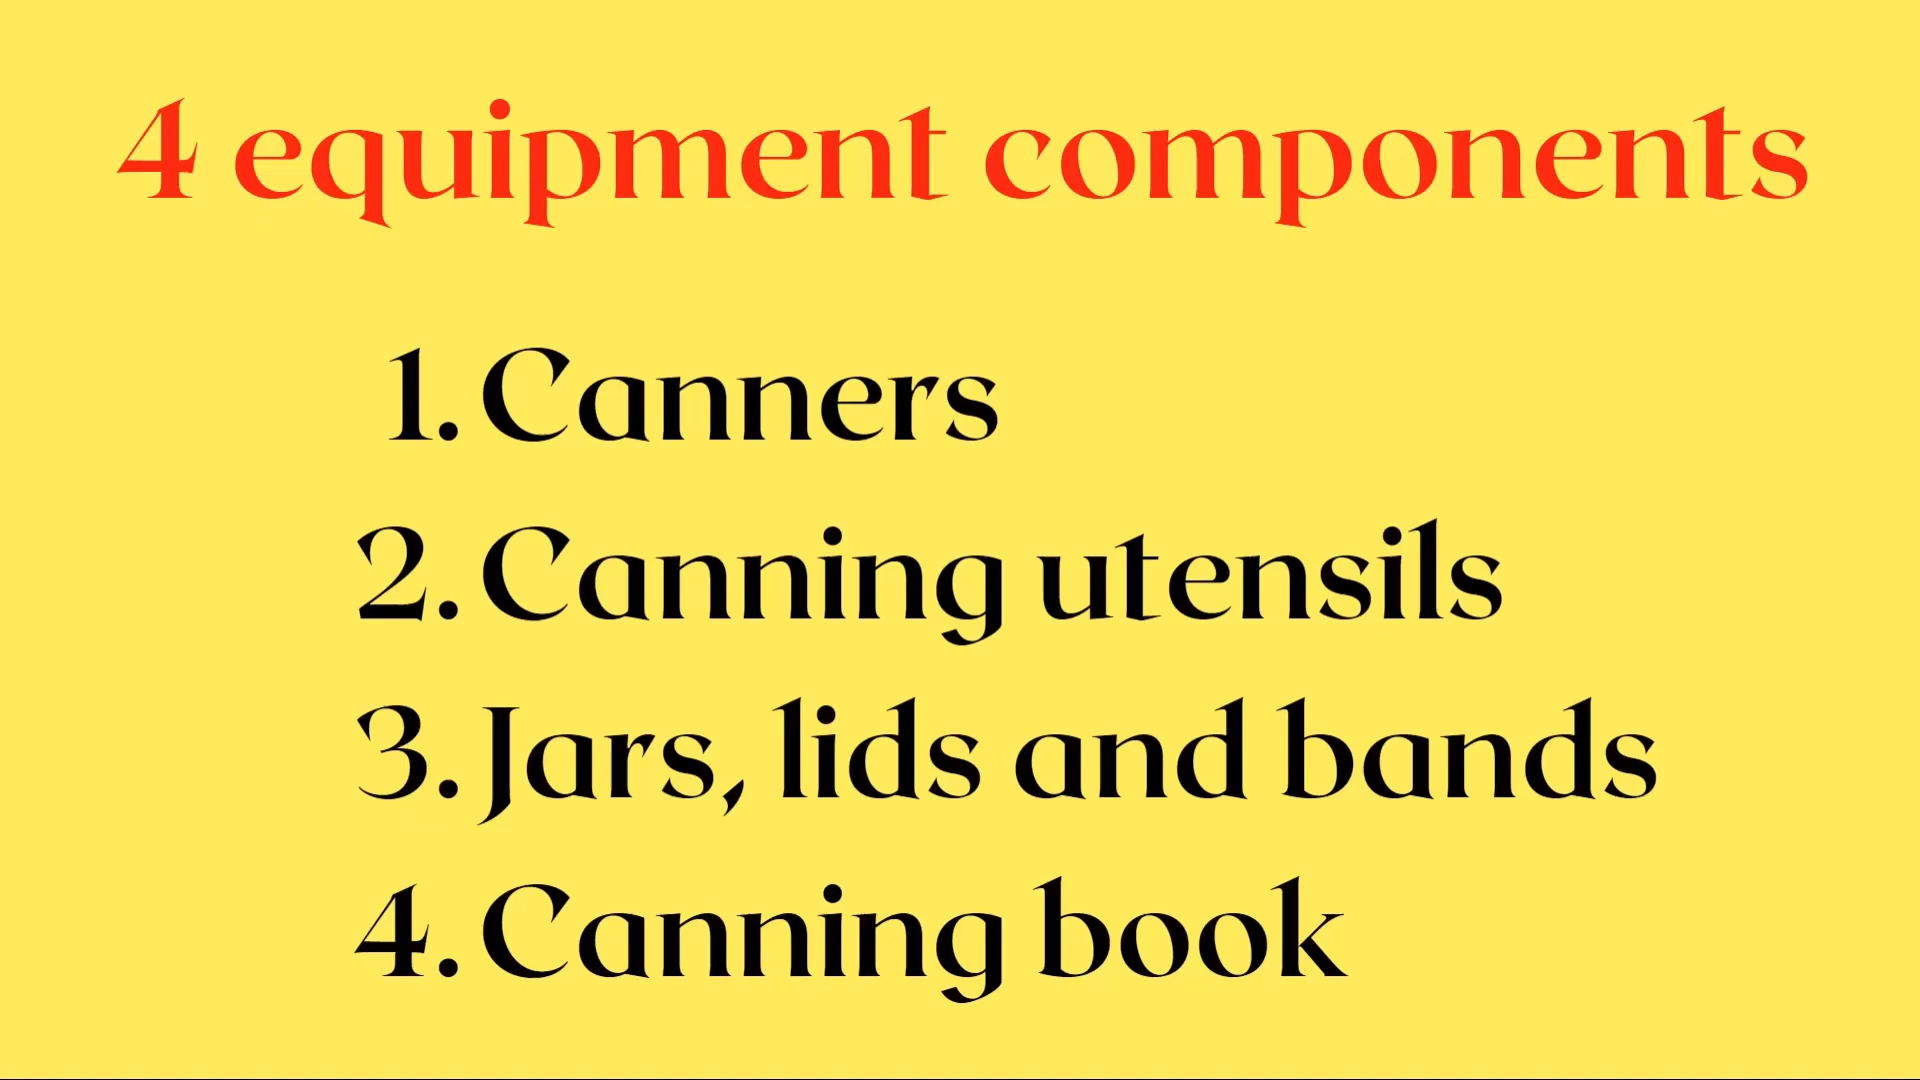 4 equipment components
1. Canners
2. Canning utensils
3. Jars, lids and bands
4. Canning book